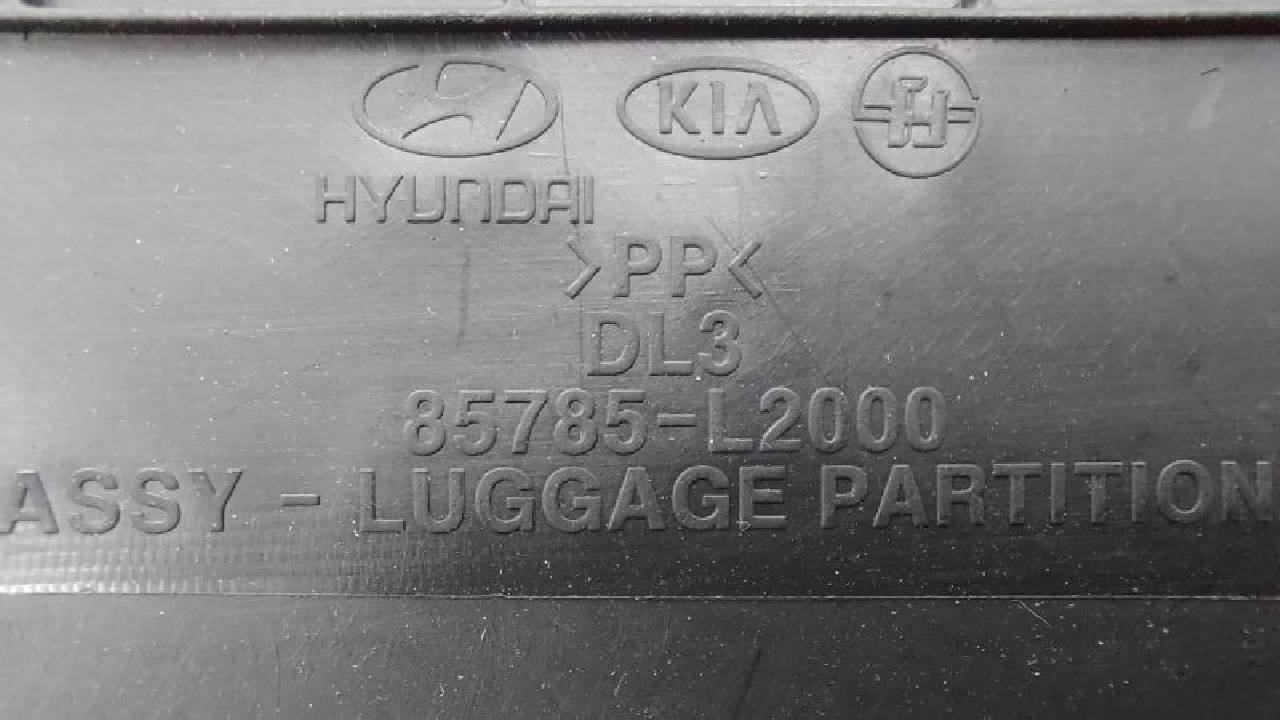 KIA
HYUNDAI
>PP<
DL3
85785-L2000
ASSY - LUGGAGE PARTITION